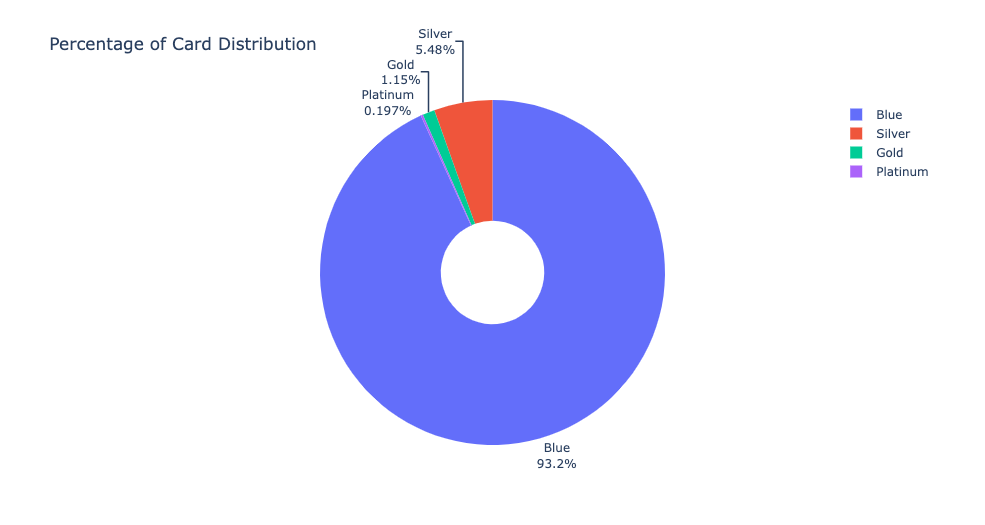 Percentage of Card Distribution
Silver
5.48%
Gold
1.15%
Platinum
0.197%
Blue
93.2%
Blue
Silver
Gold
Platinum